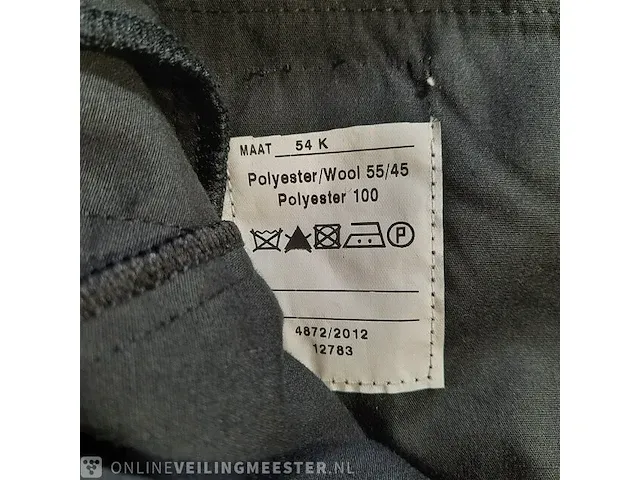 MAAT 54 K
Polyester/Wool 55/45
Polyester 100
P
4872/2012
12783
ONLINEVEILINGMEESTER.NL